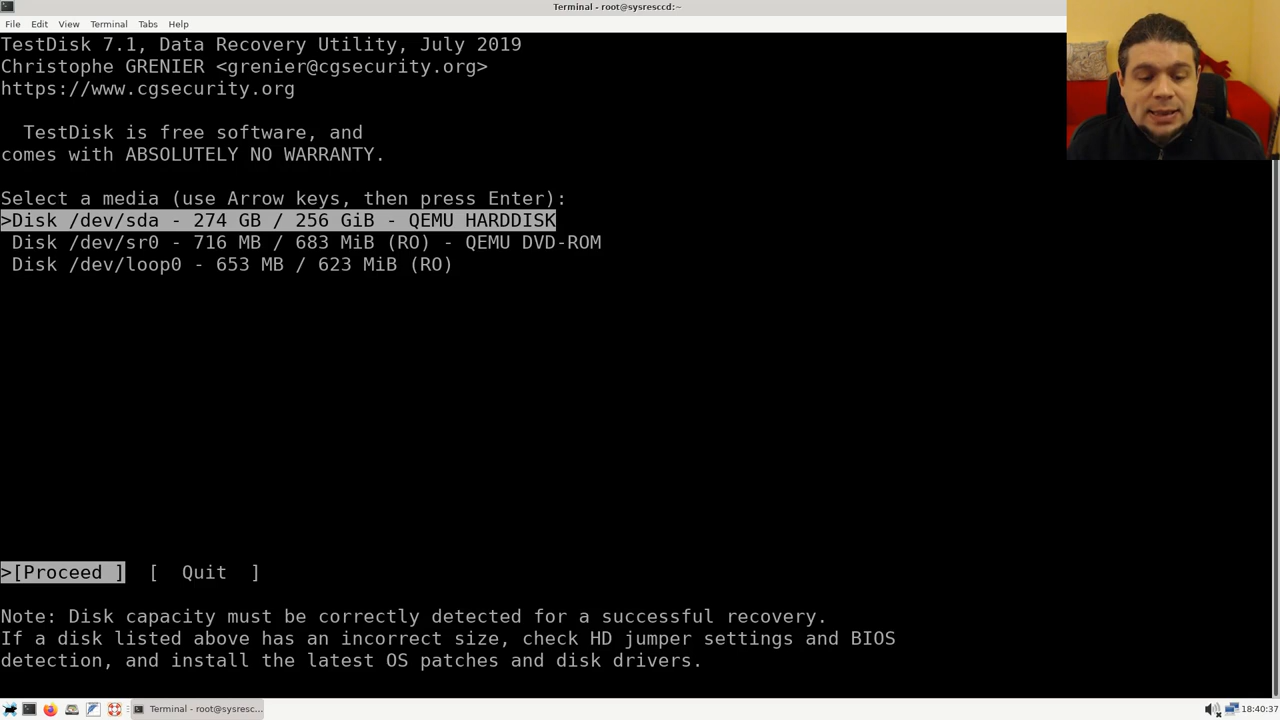 Terminal - root@sysresccd:~
File Edit View Terminal Tabs Help
TestDisk 7.1, Data Recovery Utility, July 2019
Christophe GRENIER <grenier@cgsecurity.org>
https://www.cgsecurity.org
TestDisk is free software, and
comes with ABSOLUTELY NO WARRANTY.
Select a media (use Arrow keys, then press Enter):
>Disk /dev/sda - 274 GB / 256 GiB - QEMU HARDDISK
Disk /dev/sr0 - 716 MB / 683 MiB (RO) - QEMU DVD-ROM
Disk /dev/loop0 - 653 MB / 623 MiB (RO)
>[Proceed ] [ Quit ]
Note: Disk capacity must be correctly detected for a successful recovery.
If a disk listed above has an incorrect size, check HD jumper settings and BIOS
detection, and install the latest OS patches and disk drivers.
Terminal - root@sysresc... 18:40:37